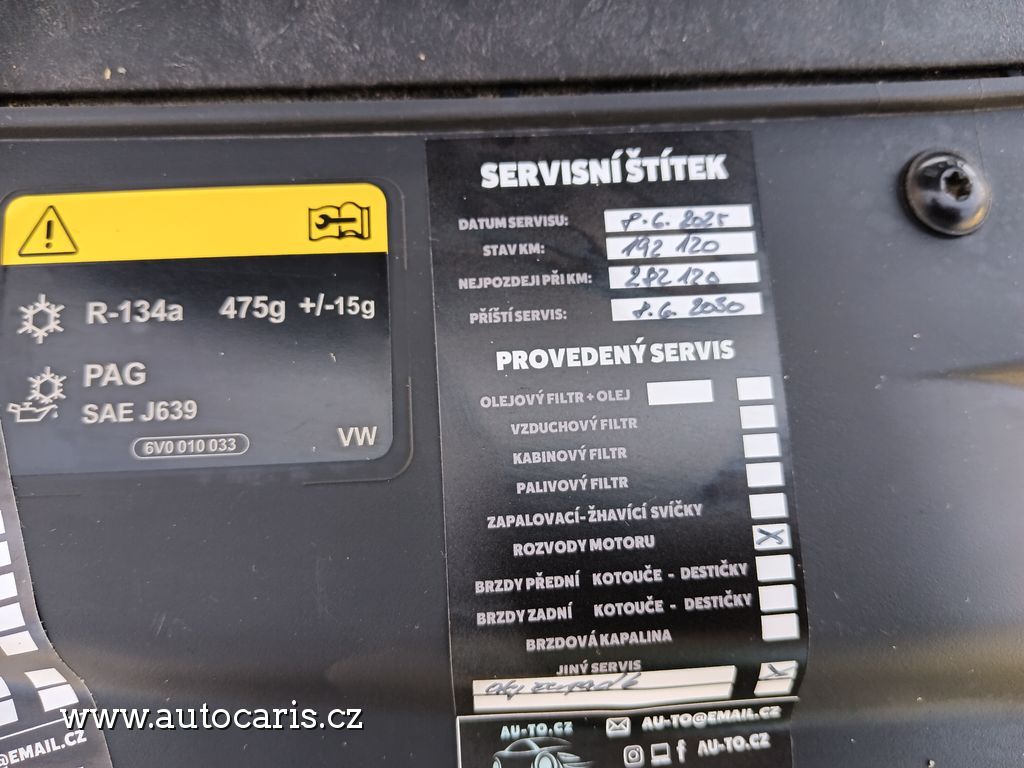 R-134a 475g +/-15g
PAG
SAE J639
6V0 010 033
VW
SERVISNÍ ŠTÍTEK
DATUM SERVISU: 8.6. 2025
STAV KM: 192 120
NEJPOZDEJI PŘI KM: 282 120
PŘÍŠTÍ SERVIS: 8.6. 2030
PROVEDENÝ SERVIS
OLEJOVÝ FILTR + OLEJ
VZDUCHOVÝ FILTR
KABINOVÝ FILTR
PALIVOVÝ FILTR
ZAPALOVACÍ-ŽHAVÍCÍ SVÍČKY
ROZVODY MOTORU X
BRZDY PŘEDNÍ KOTOUČE - DESTIČKY
BRZDY ZADNÍ KOTOUČE - DESTIČKY
BRZDOVÁ KAPALINA
JINÝ SERVIS
AU-TO.CZ
AU-TO@EMAIL.CZ
AU-TO.CZ
@EMAIL.CZ
www.autocaris.cz